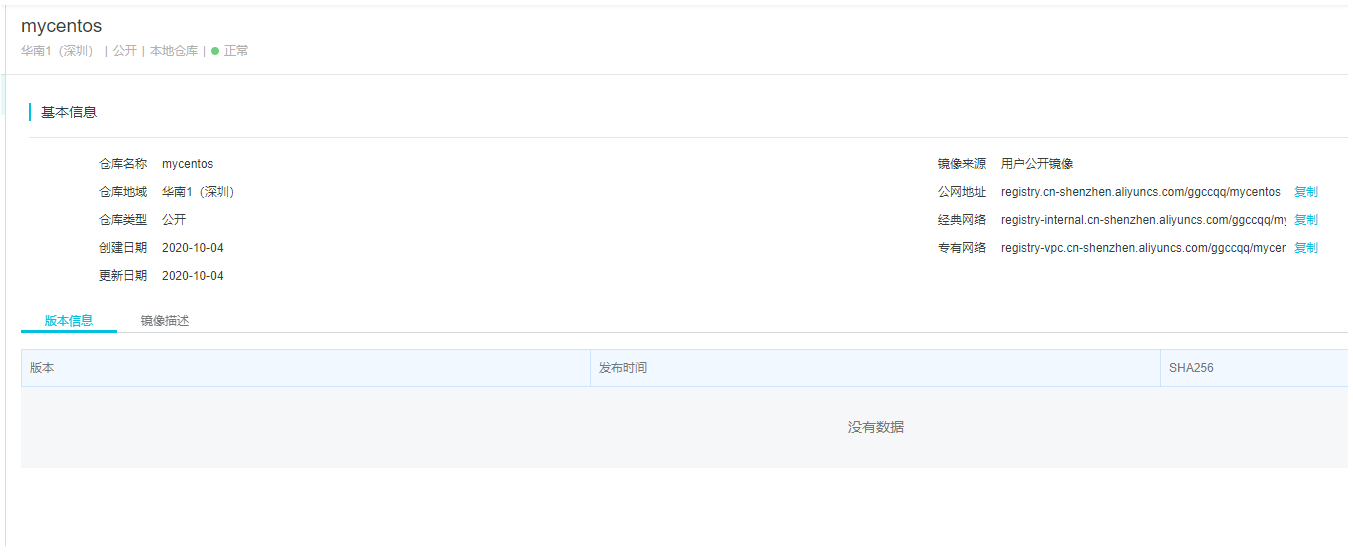 mycentos
华南1（深圳） | 公开 | 本地仓库 | 正常
基本信息
仓库名称 mycentos
镜像来源 用户公开镜像
仓库地域 华南1（深圳）
公网地址 registry.cn-shenzhen.aliyuncs.com/ggccqq/mycentos 复制
仓库类型 公开
经典网络 registry-internal.cn-shenzhen.aliyuncs.com/ggccqq/my 复制
创建日期 2020-10-04
专有网络 registry-vpc.cn-shenzhen.aliyuncs.com/ggccqq/mycer 复制
更新日期 2020-10-04
版本信息 镜像描述
版本 发布时间 SHA256
没有数据